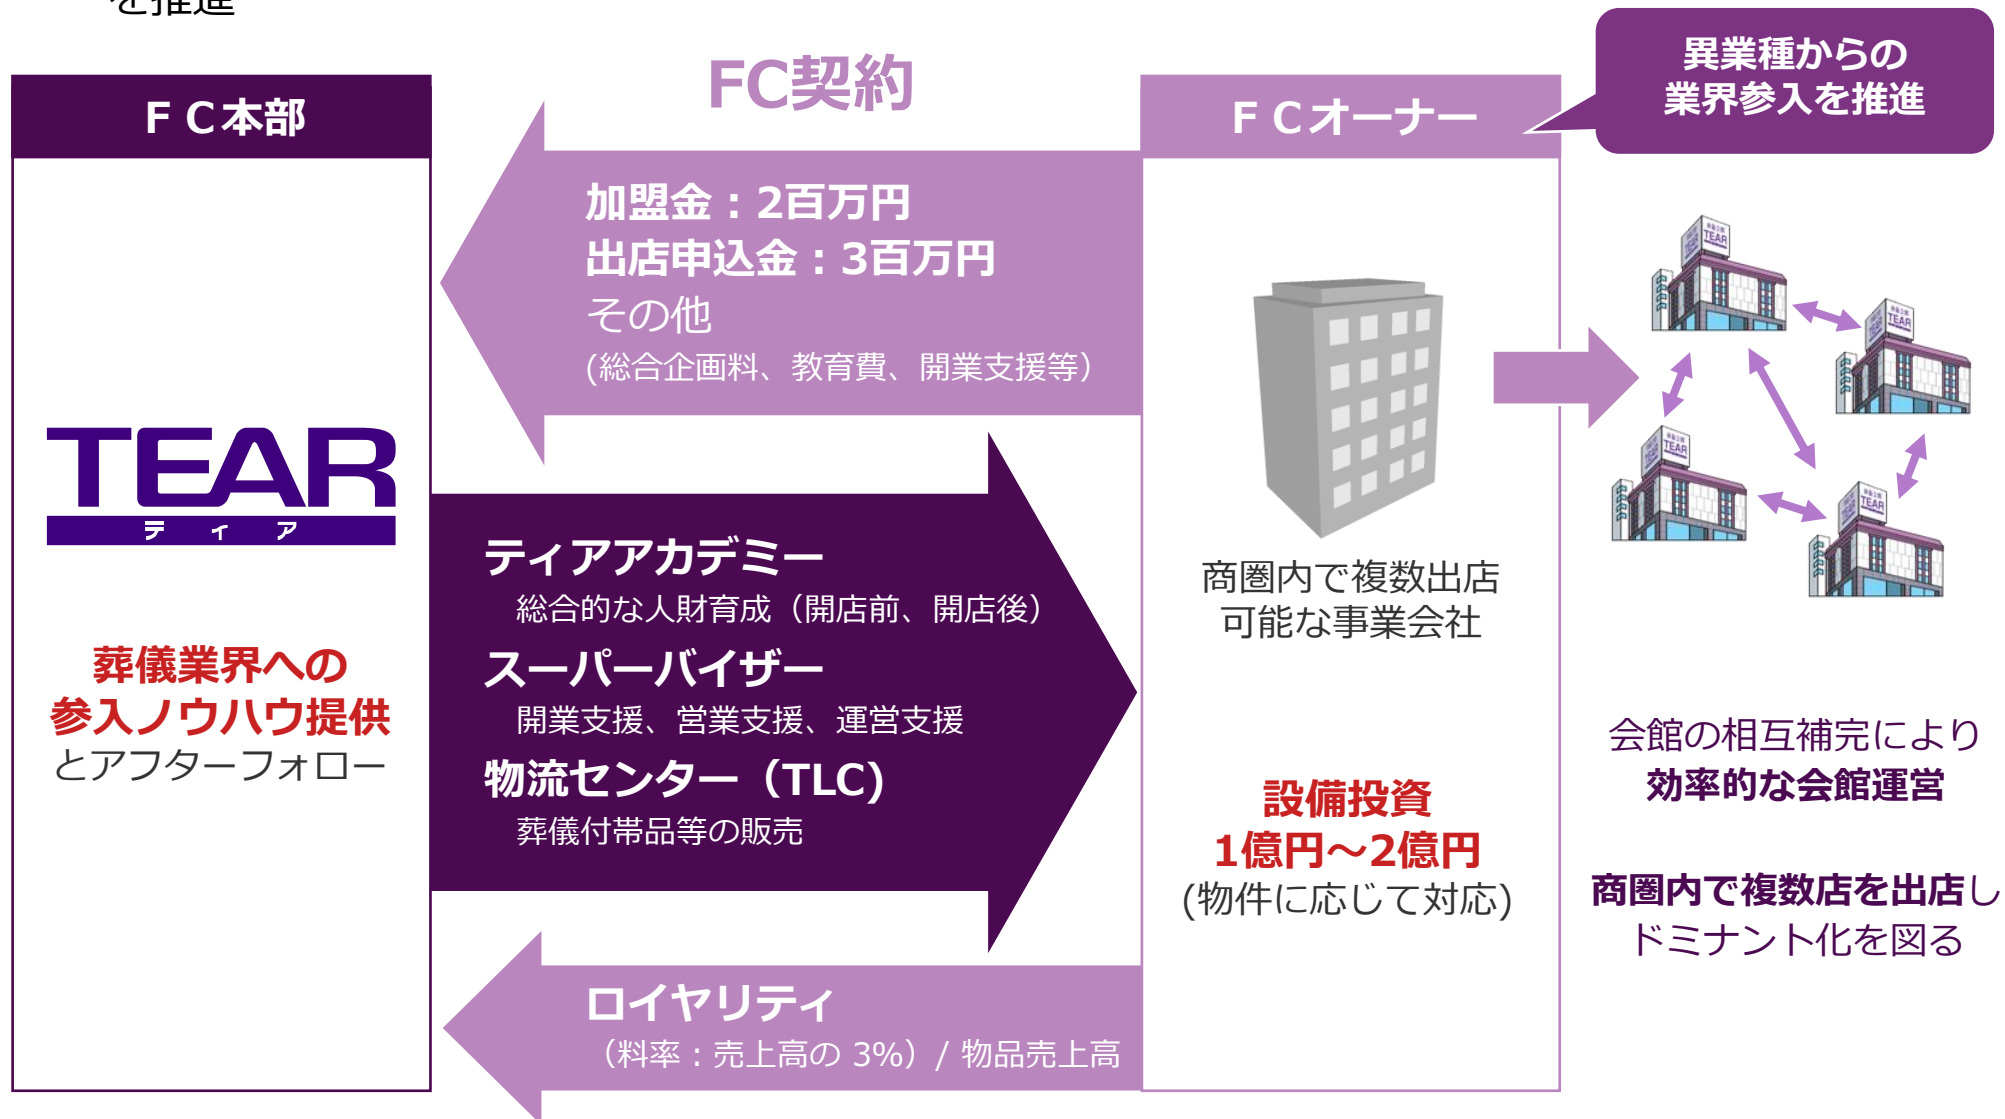 を推進
FC契約
ＦＣ本部
ＦＣオーナー
異業種からの
業界参入を推進
加盟金：2百万円
出店申込金：3百万円
その他
(総合企画料、教育費、開業支援等）
TEAR
ティア
葬儀業界への
参入ノウハウ提供
とアフターフォロー
ティアアカデミー
総合的な人財育成（開店前、開店後）
スーパーバイザー
開業支援、営業支援、運営支援
物流センター（TLC)
葬儀付帯品等の販売
ロイヤリティ
（料率：売上高の 3%）/ 物品売上高
商圏内で複数出店
可能な事業会社
設備投資
1億円～2億円
(物件に応じて対応)
TEAR
TEAR
TEAR
TEAR
会館の相互補完により
効率的な会館運営
商圏内で複数店を出店し
ドミナント化を図る